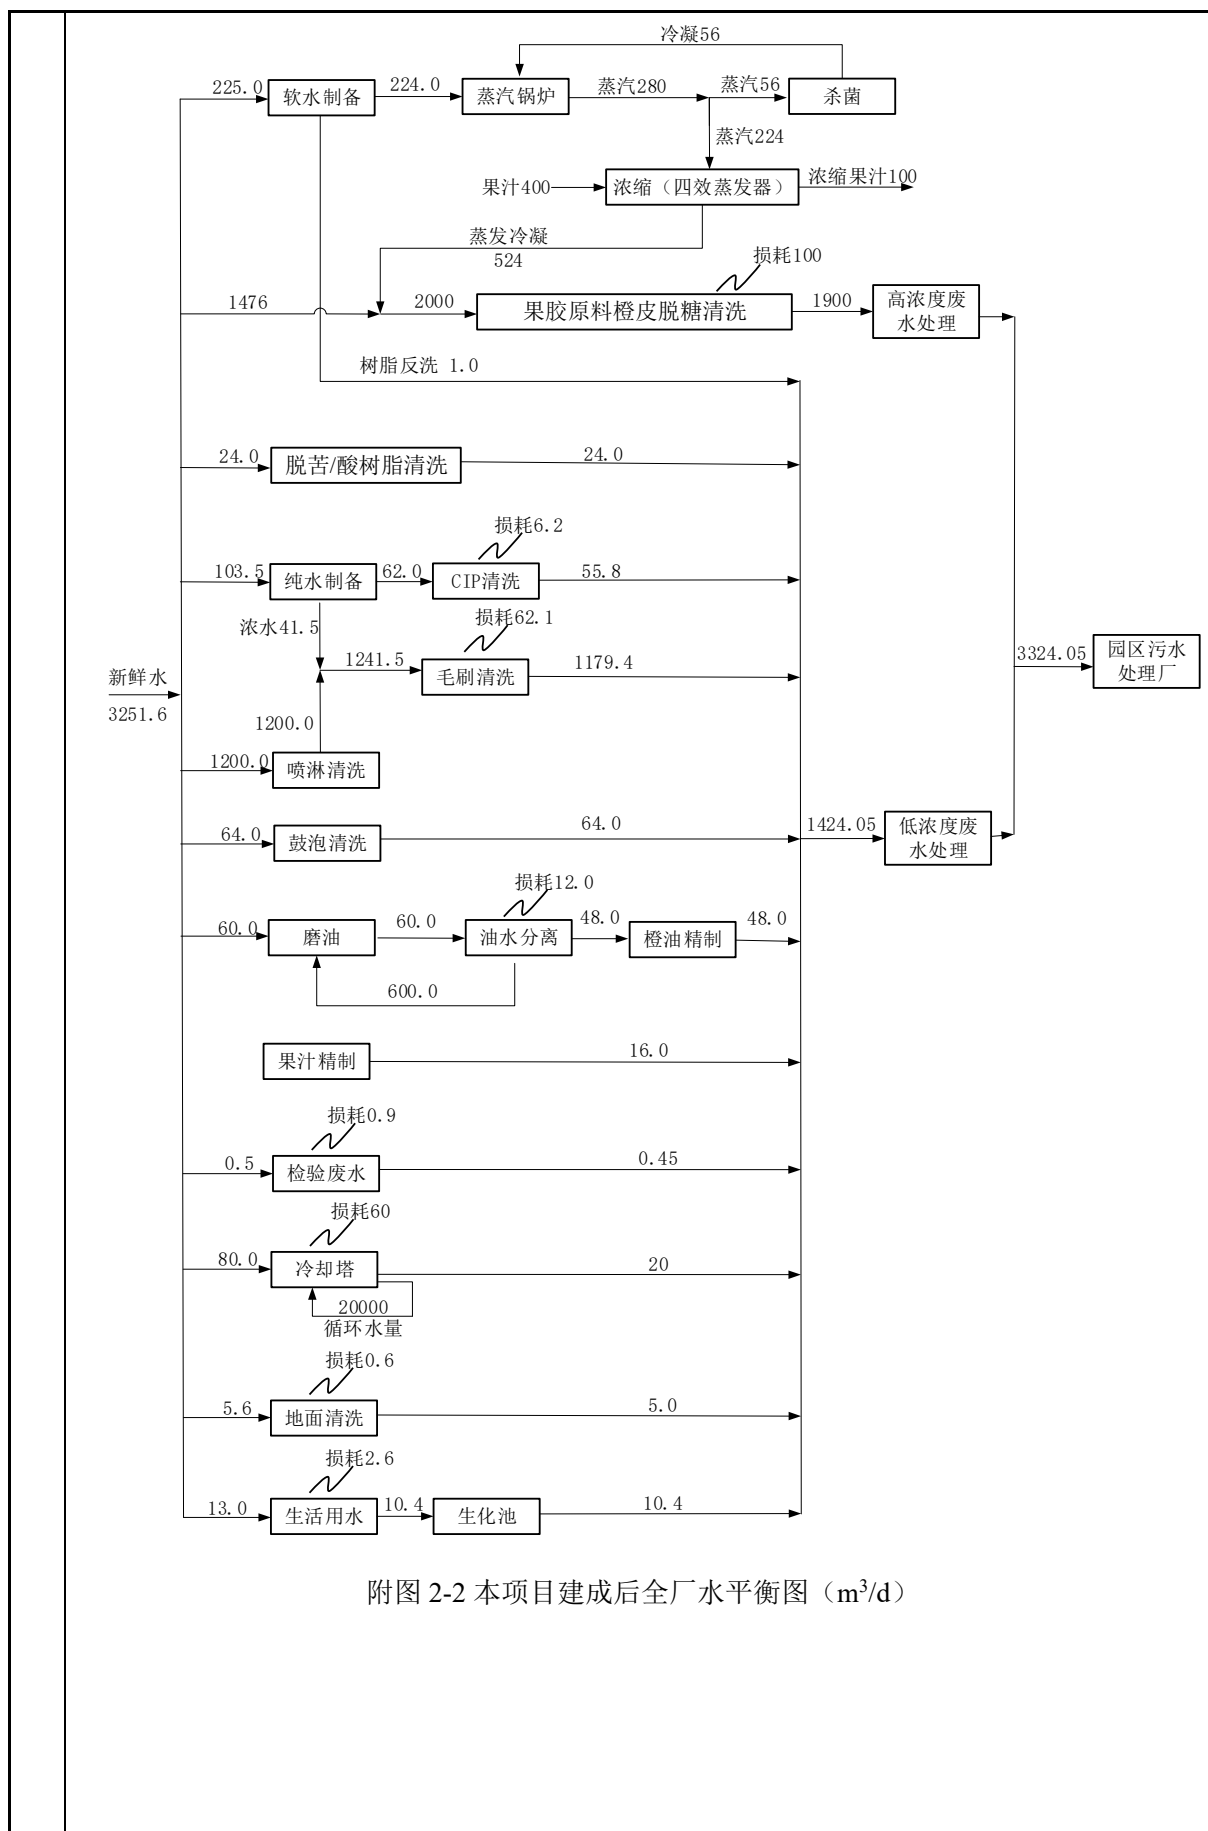 冷凝56
225.0
软水制备
224.0
蒸汽锅炉
蒸汽280
蒸汽56
杀菌
蒸汽224
果汁400
浓缩（四效蒸发器）
浓缩果汁100
蒸发冷凝
524
损耗100
1476
2000
果胶原料橙皮脱糖清洗
1900
高浓度废
水处理
树脂反洗 1.0
24.0
脱苦/酸树脂清洗
24.0
损耗6.2
103.5
纯水制备
62.0
CIP清洗
55.8
浓水41.5
损耗62.1
1241.5
毛刷清洗
1179.4
新鲜水
3251.6
3324.05
园区污水
处理厂
1200.0
1200.0
喷淋清洗
64.0
鼓泡清洗
64.0
1424.05
低浓度废
水处理
损耗12.0
60.0
磨油
60.0
油水分离
48.0
橙油精制
48.0
600.0
果汁精制
16.0
损耗0.9
0.5
检验废水
0.45
损耗60
80.0
冷却塔
20
20000
循环水量
损耗0.6
5.6
地面清洗
5.0
损耗2.6
13.0
生活用水
10.4
生化池
10.4
附图 2-2 本项目建成后全厂水平衡图（m³/d）